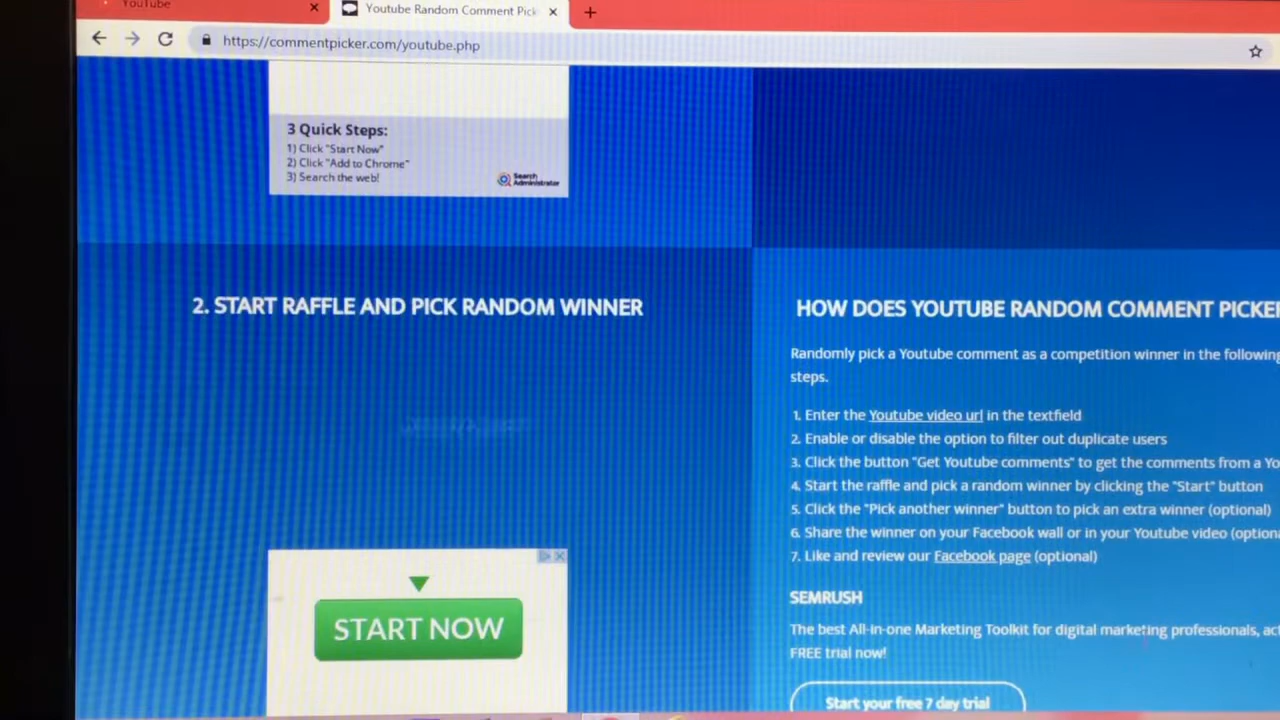 YouTube
Youtube Random Comment Pick
https://commentpicker.com/youtube.php
3 Quick Steps:
1) Click "Start Now"
2) Click "Add to Chrome"
3) Search the web!
Search
Administrator
2. START RAFFLE AND PICK RANDOM WINNER
START NOW
HOW DOES YOUTUBE RANDOM COMMENT PICKER
Randomly pick a Youtube comment as a competition winner in the following
steps.
1. Enter the Youtube video url in the textfield
2. Enable or disable the option to filter out duplicate users
3. Click the button "Get Youtube comments" to get the comments from a Yo
4. Start the raffle and pick a random winner by clicking the "Start" button
5. Click the "Pick another winner" button to pick an extra winner (optional)
6. Share the winner on your Facebook wall or in your Youtube video (optiona
7. Like and review our Facebook page (optional)
SEMRUSH
The best All-in-one Marketing Toolkit for digital marketing professionals, act
FREE trial now!
Start your free 7 day trial